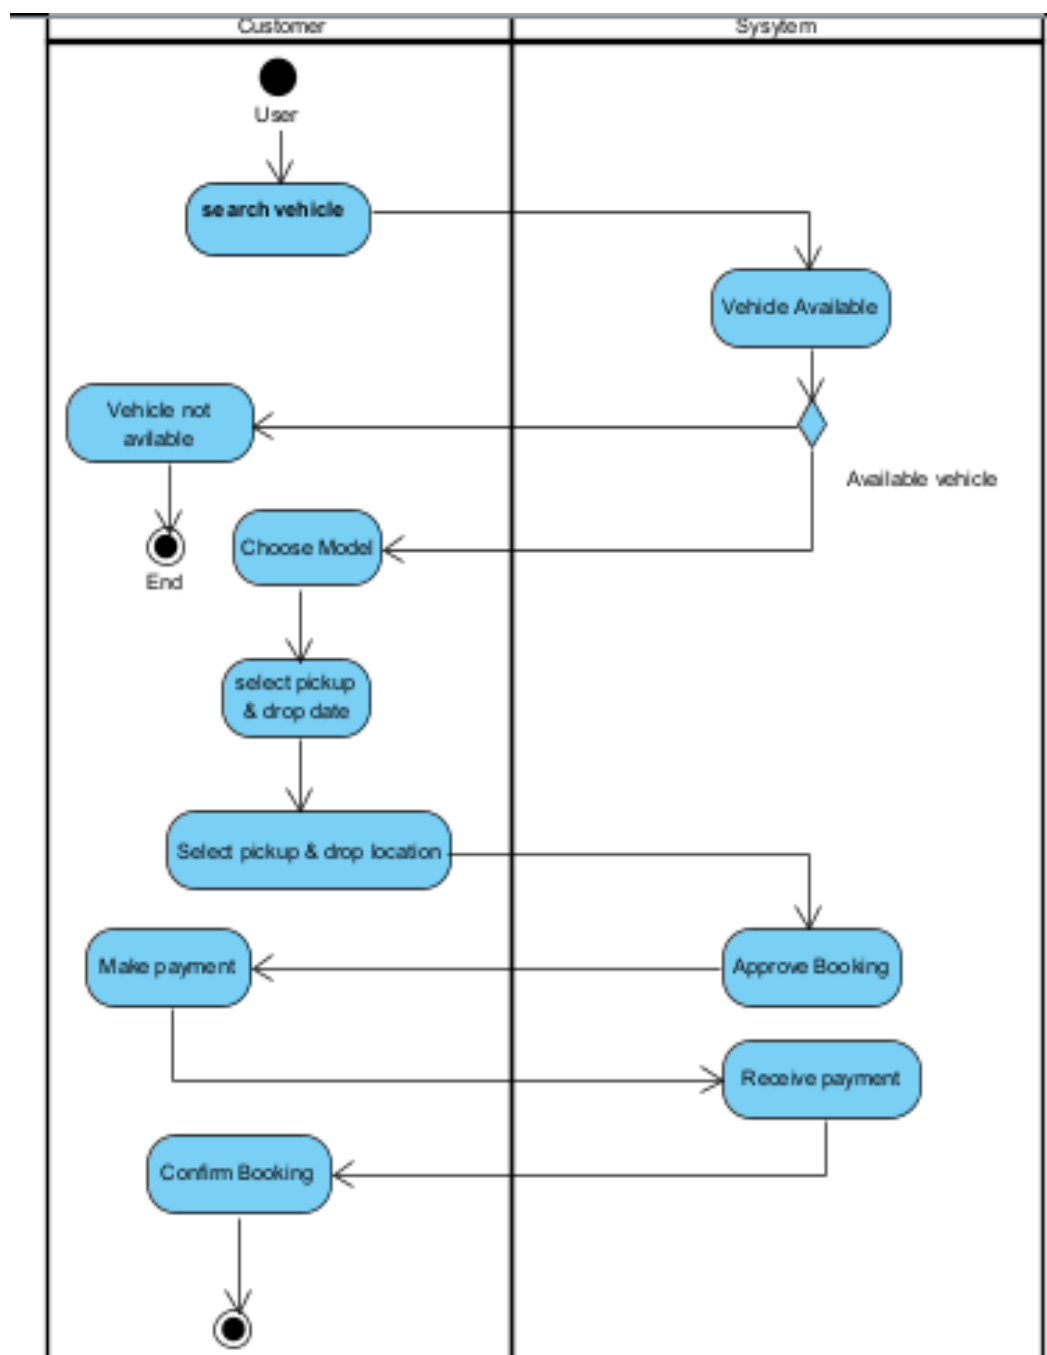 Customer
Sysytem
User
search vehicle
Vehicle Available
Vehicle not
avilable
Available vehicle
Choose Model
End
select pickup
& drop date
Select pickup & drop location
Make payment
Approve Booking
Receive payment
Confirm Booking